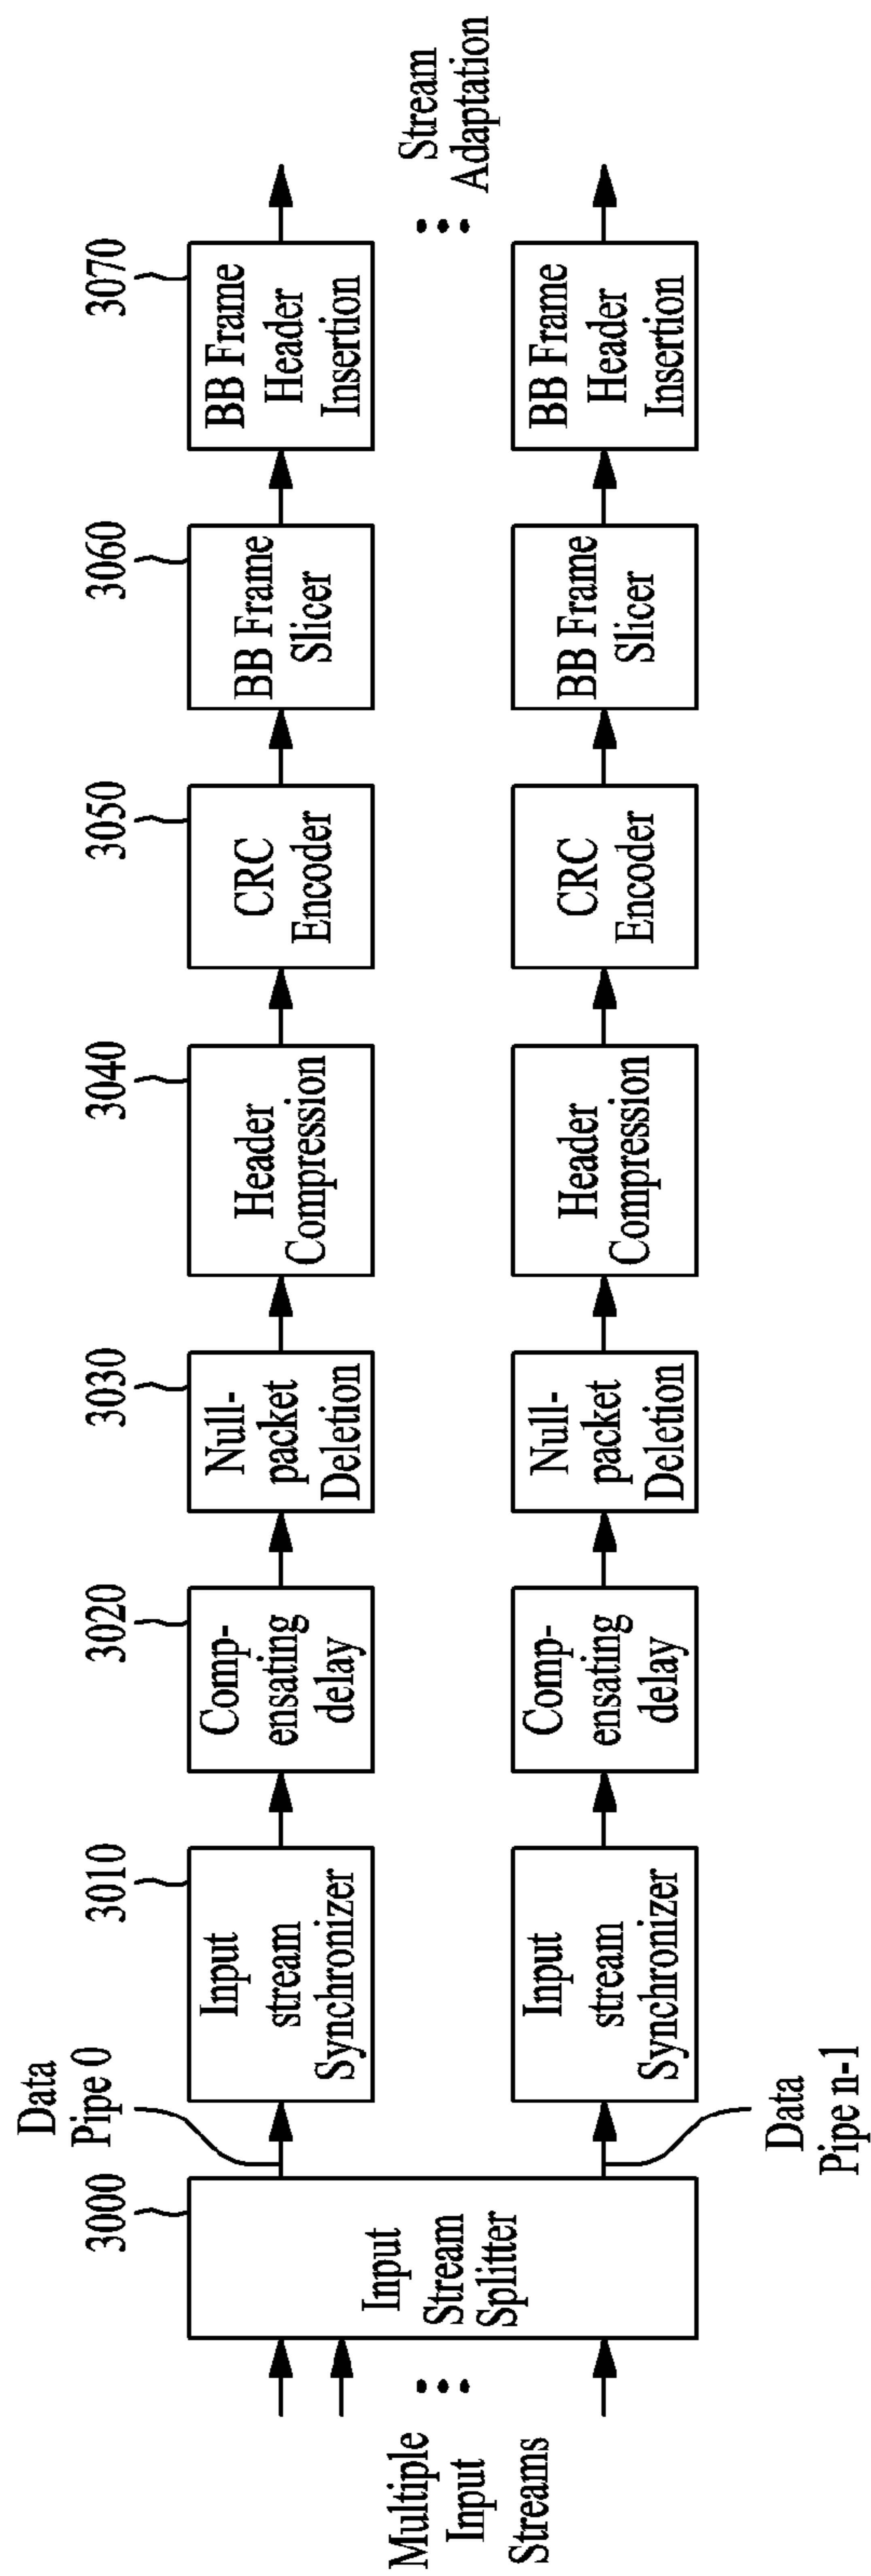 Multiple
Input
Streams
3000
Input
Stream
Splitter
Data
Pipe 0
Data
Pipe n-1
3010
Input
stream
Synchronizer
3020
Comp-
ensating
delay
3030
Null-
packet
Deletion
3040
Header
Compression
3050
CRC
Encoder
3060
BB Frame
Slicer
3070
BB Frame
Header
Insertion
Input
stream
Synchronizer
Comp-
ensating
delay
Null-
packet
Deletion
Header
Compression
CRC
Encoder
BB Frame
Slicer
BB Frame
Header
Insertion
Stream
Adaptation